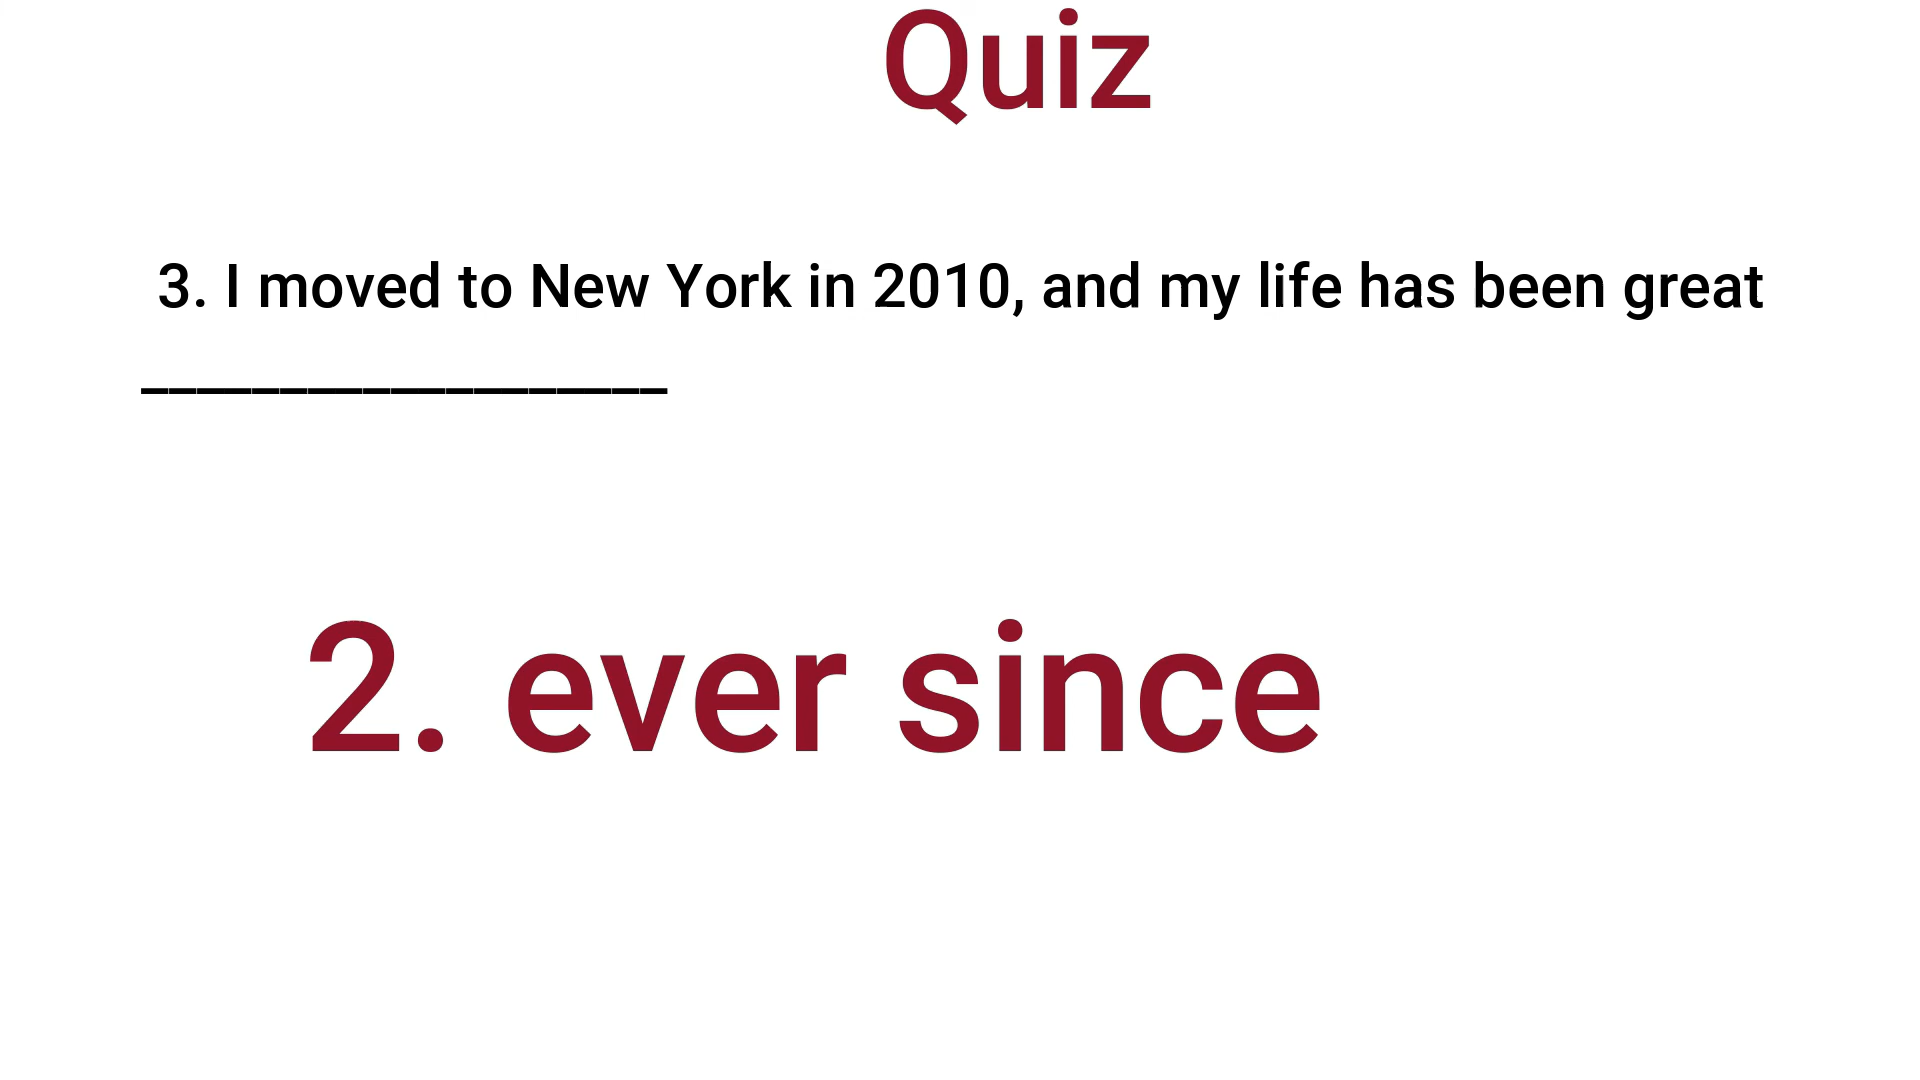 Quiz
3. I moved to New York in 2010, and my life has been great
___________________
2. ever since